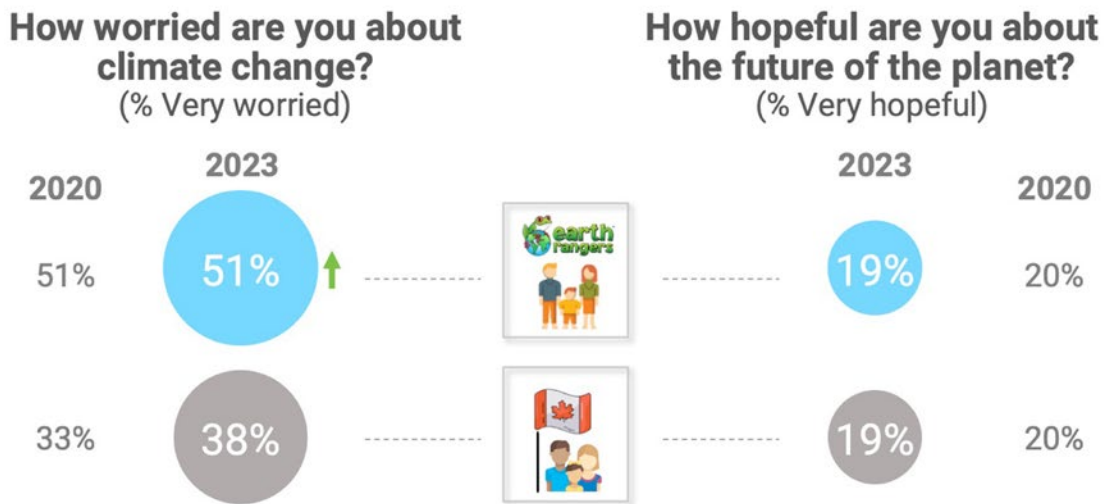 How worried are you about
climate change?
(% Very worried)
How hopeful are you about
the future of the planet?
(% Very hopeful)
2020
2023
2023
2020
51%
51%
earth
rangers
19%
20%
33%
38%
19%
20%